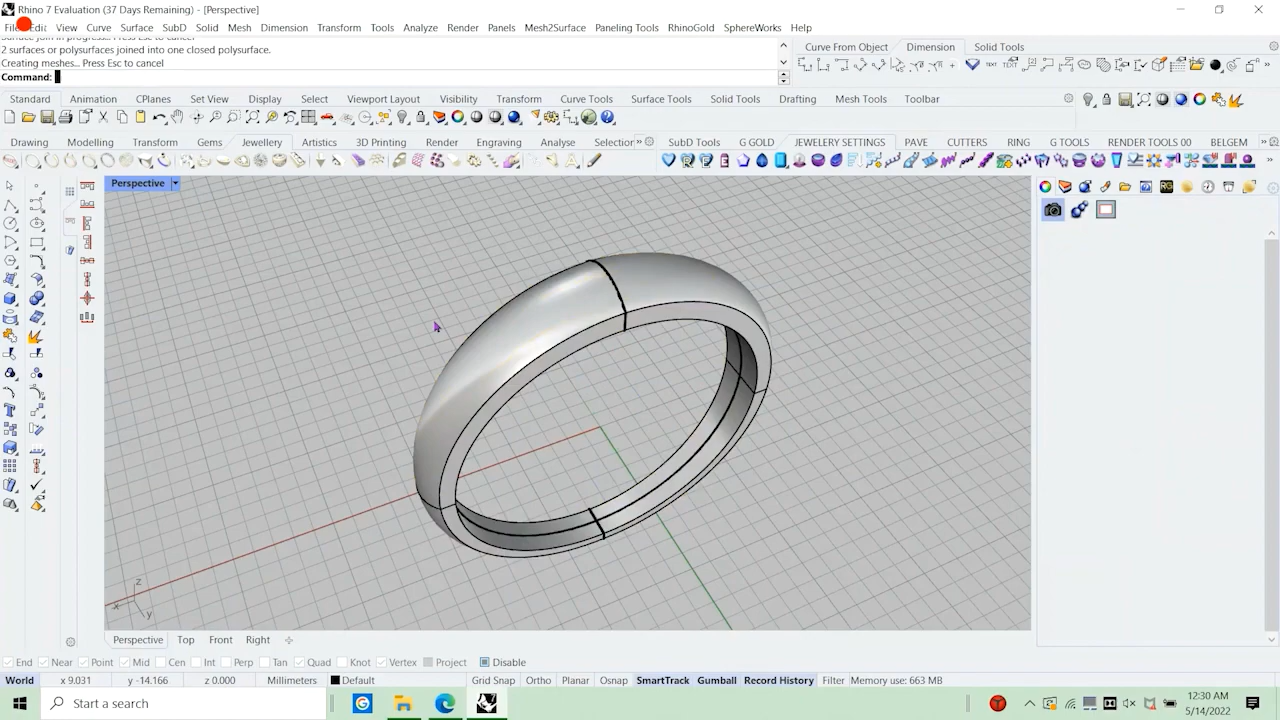 Rhino 7 Evaluation (37 Days Remaining) - [Perspective]
File Edit View Curve Surface SubD Solid Mesh Dimension Transform Tools Analyze Render Panels Mesh2Surface Paneling Tools RhinoGold SphereWorks Help
2 surfaces or polysurfaces joined into one closed polysurface.
Creating meshes... Press Esc to cancel
Command:
Curve From Object Dimension Solid Tools
Standard Animation CPlanes Set View Display Select Viewport Layout Visibility Transform Curve Tools Surface Tools Solid Tools Drafting Mesh Tools Toolbar
Drawing Modelling Transform Gems Jewellery Artistics 3D Printing Render Engraving Analyse Selection
SubD Tools G GOLD JEWELERY SETTINGS PAVE CUTTERS RING G TOOLS RENDER TOOLS 00 BELGEM
Perspective
z
x
y
Perspective Top Front Right
End Near Point Mid Cen Int Perp Tan Quad Knot Vertex Project Disable
World x 9.031 y -14.166 z 0.000 Millimeters Default Grid Snap Ortho Planar Osnap SmartTrack Gumball Record History Filter Memory use: 663 MB
Start a search
12:30 AM
5/14/2022